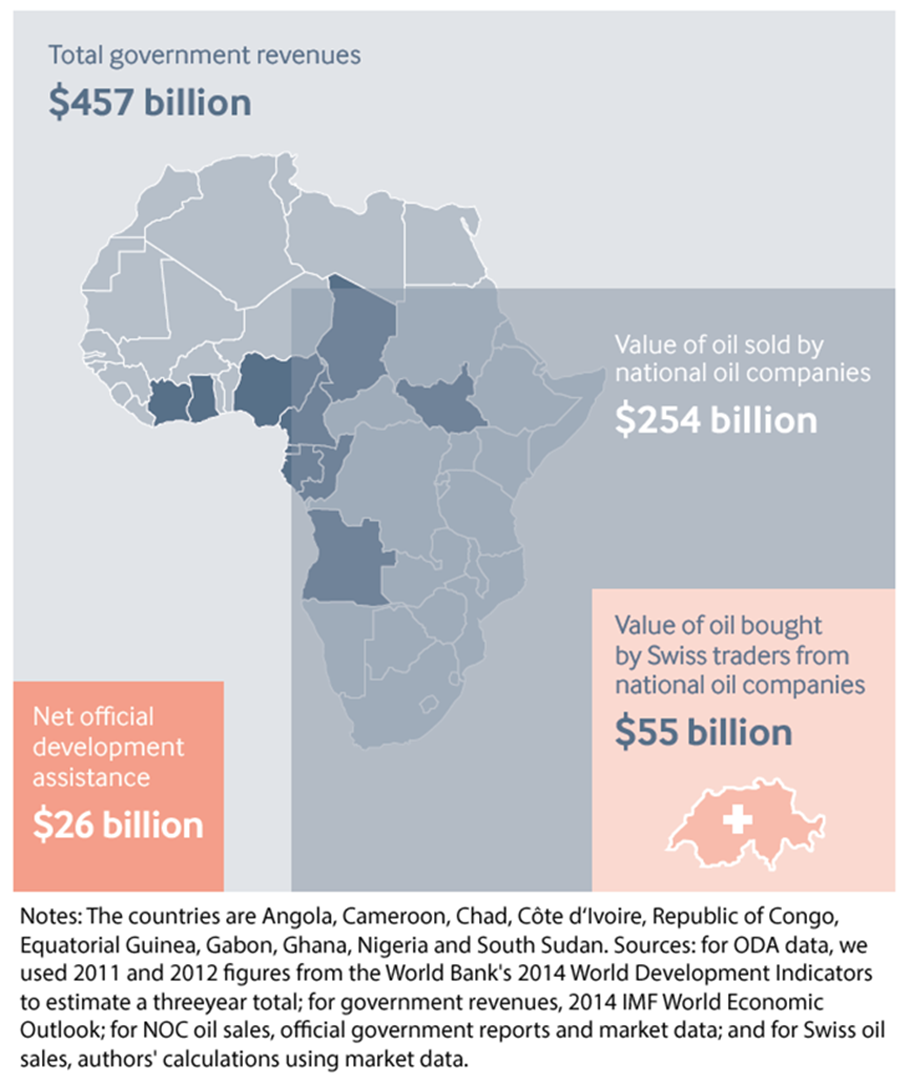 Total government revenues
$457 billion
Value of oil sold by
national oil companies
$254 billion
Value of oil bought
by Swiss traders from
national oil companies
$55 billion
Net official
development
assistance
$26 billion
Notes: The countries are Angola, Cameroon, Chad, Côte d‘Ivoire, Republic of Congo,
Equatorial Guinea, Gabon, Ghana, Nigeria and South Sudan. Sources: for ODA data, we
used 2011 and 2012 figures from the World Bank's 2014 World Development Indicators
to estimate a threeyear total; for government revenues, 2014 IMF World Economic
Outlook; for NOC oil sales, official government reports and market data; and for Swiss oil
sales, authors' calculations using market data.